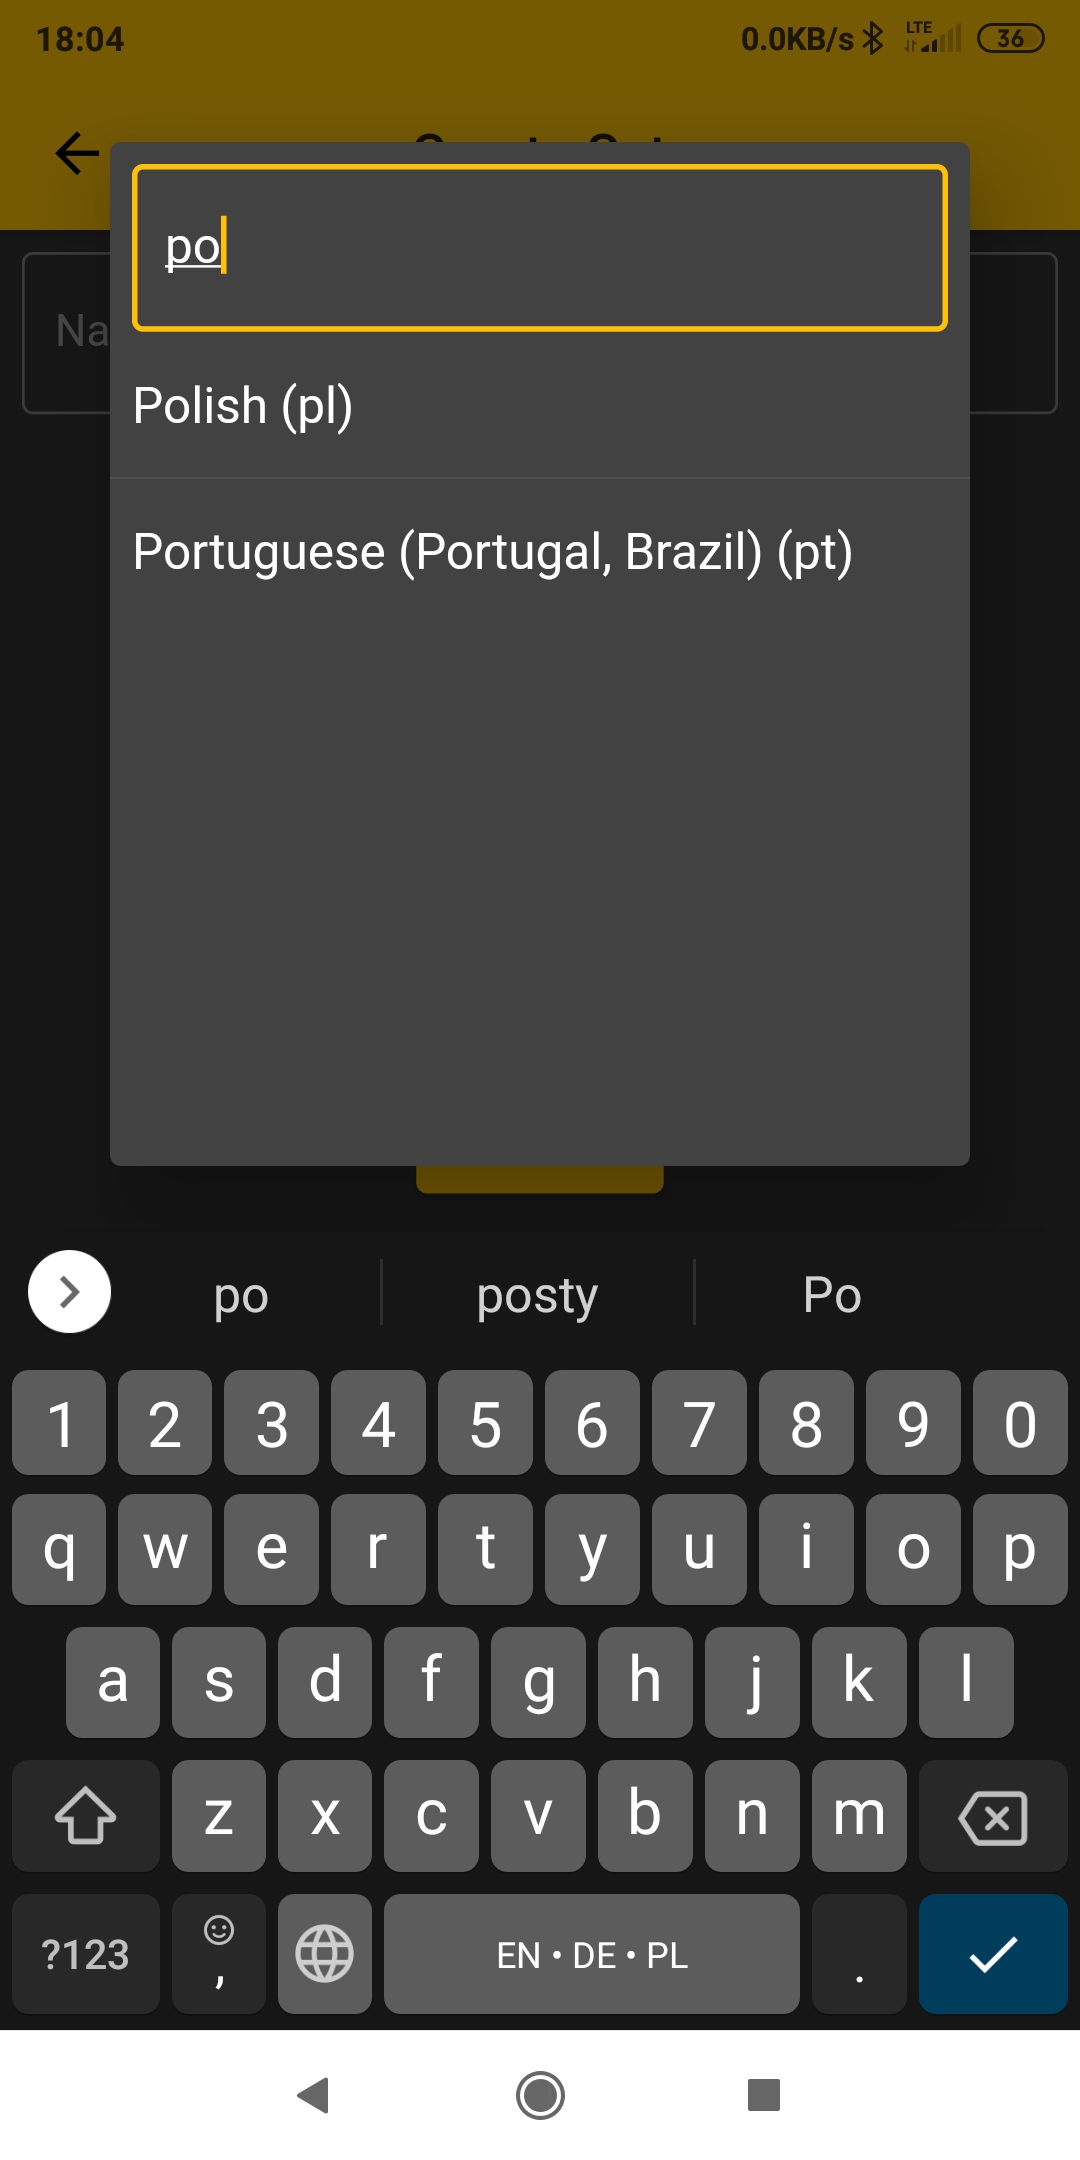 18:04
0.0KB/s LTE 36
po
Na
Polish (pl)
Portuguese (Portugal, Brazil) (pt)
po posty Po
1 2 3 4 5 6 7 8 9 0
q w e r t y u i o p
a s d f g h j k l
z x c v b n m
?123 , EN • DE • PL .